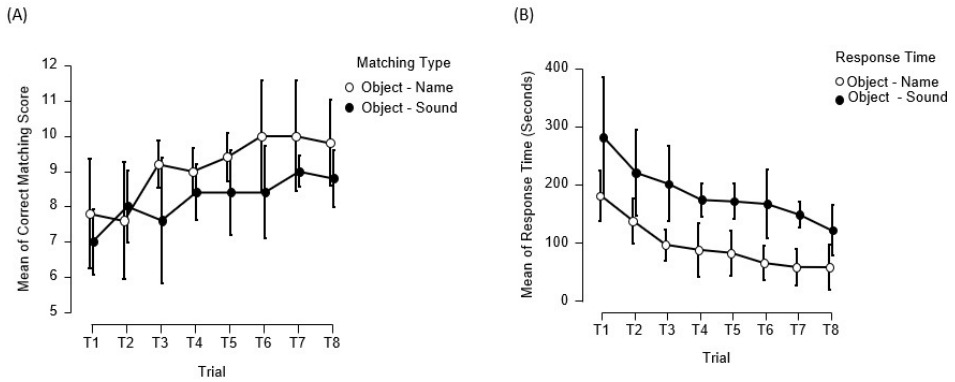 (A)
Mean of Correct Matching Score
12
11
10
9
8
7
6
5
Matching Type
Object - Name
Object - Sound
T1 T2 T3 T4 T5 T6 T7 T8
Trial
(B)
Mean of Response Time (Seconds)
400
300
200
100
0
Response Time
Object - Name
Object - Sound
T1 T2 T3 T4 T5 T6 T7 T8
Trial